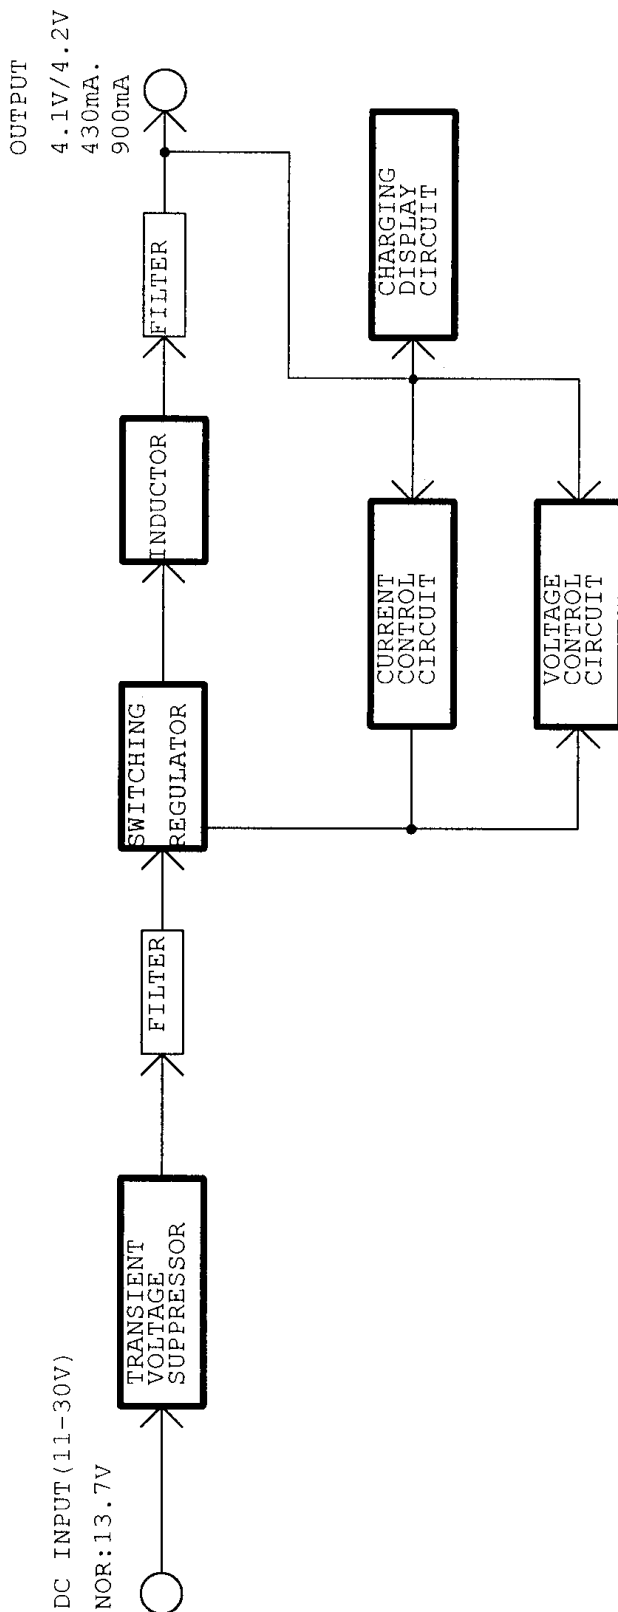 DC INPUT(11-30V)
NOR:13.7V
TRANSIENT
VOLTAGE
SUPPRESSOR
FILTER
SWITCHING
REGULATOR
INDUCTOR
FILTER
OUTPUT
4.1V/4.2V
430mA.
900mA
CURRENT
CONTROL
CIRCUIT
CHARGING
DISPLAY
CIRCUIT
VOLTAGE
CONTROL
CIRCUIT